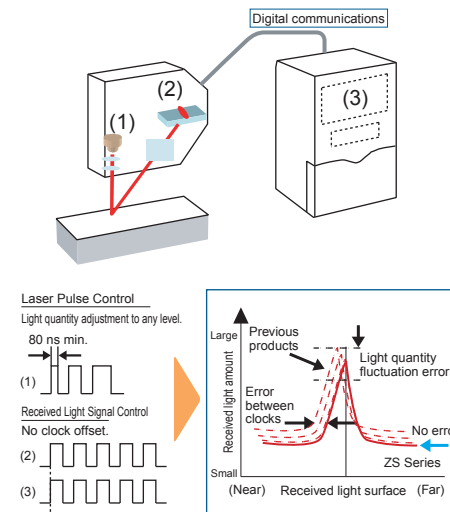 Digital communications
(2)
(1)
(3)
Laser Pulse Control
Light quantity adjustment to any level.
80 ns min.
(1)
Received Light Signal Control
No clock offset.
(2)
(3)
Large
Received light amount
Small
Previous
products
Error
between
clocks
Light quantity
fluctuation error
No erro
ZS Series
(Near) Received light surface (Far)